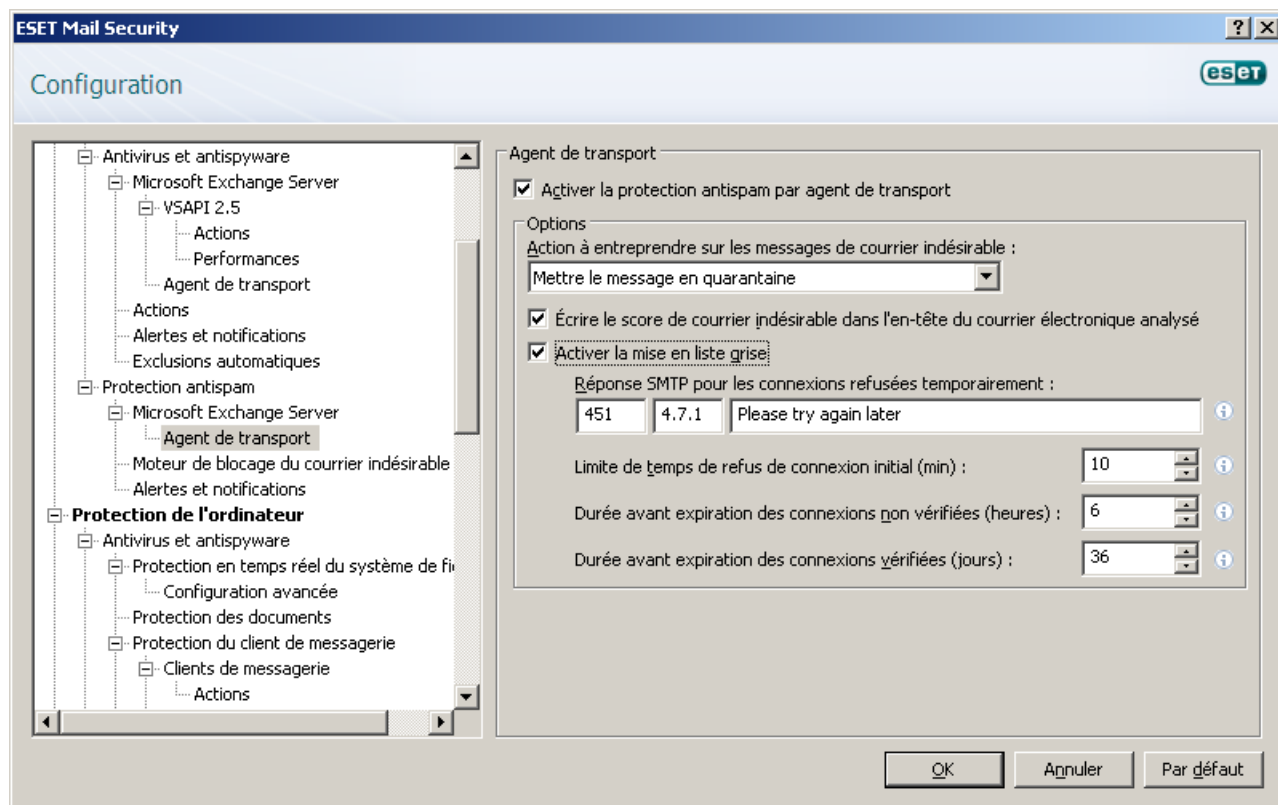 ESET Mail Security
Configuration
eset
Antivirus et antispyware
Microsoft Exchange Server
VSAPI 2.5
Actions
Performances
Agent de transport
Actions
Alertes et notifications
Exclusions automatiques
Protection antispam
Microsoft Exchange Server
Agent de transport
Moteur de blocage du courrier indésirable
Alertes et notifications
Protection de l'ordinateur
Antivirus et antispyware
Protection en temps réel du système de fi
Configuration avancée
Protection des documents
Protection du client de messagerie
Clients de messagerie
Actions
Agent de transport
Activer la protection antispam par agent de transport
Options
Action à entreprendre sur les messages de courrier indésirable :
Mettre le message en quarantaine
Écrire le score de courrier indésirable dans l'en-tête du courrier électronique analysé
Activer la mise en liste grise
Réponse SMTP pour les connexions refusées temporairement :
451 4.7.1 Please try again later
Limite de temps de refus de connexion initial (min) : 10
Durée avant expiration des connexions non vérifiées (heures) : 6
Durée avant expiration des connexions vérifiées (jours) : 36
OK Annuler Par défaut